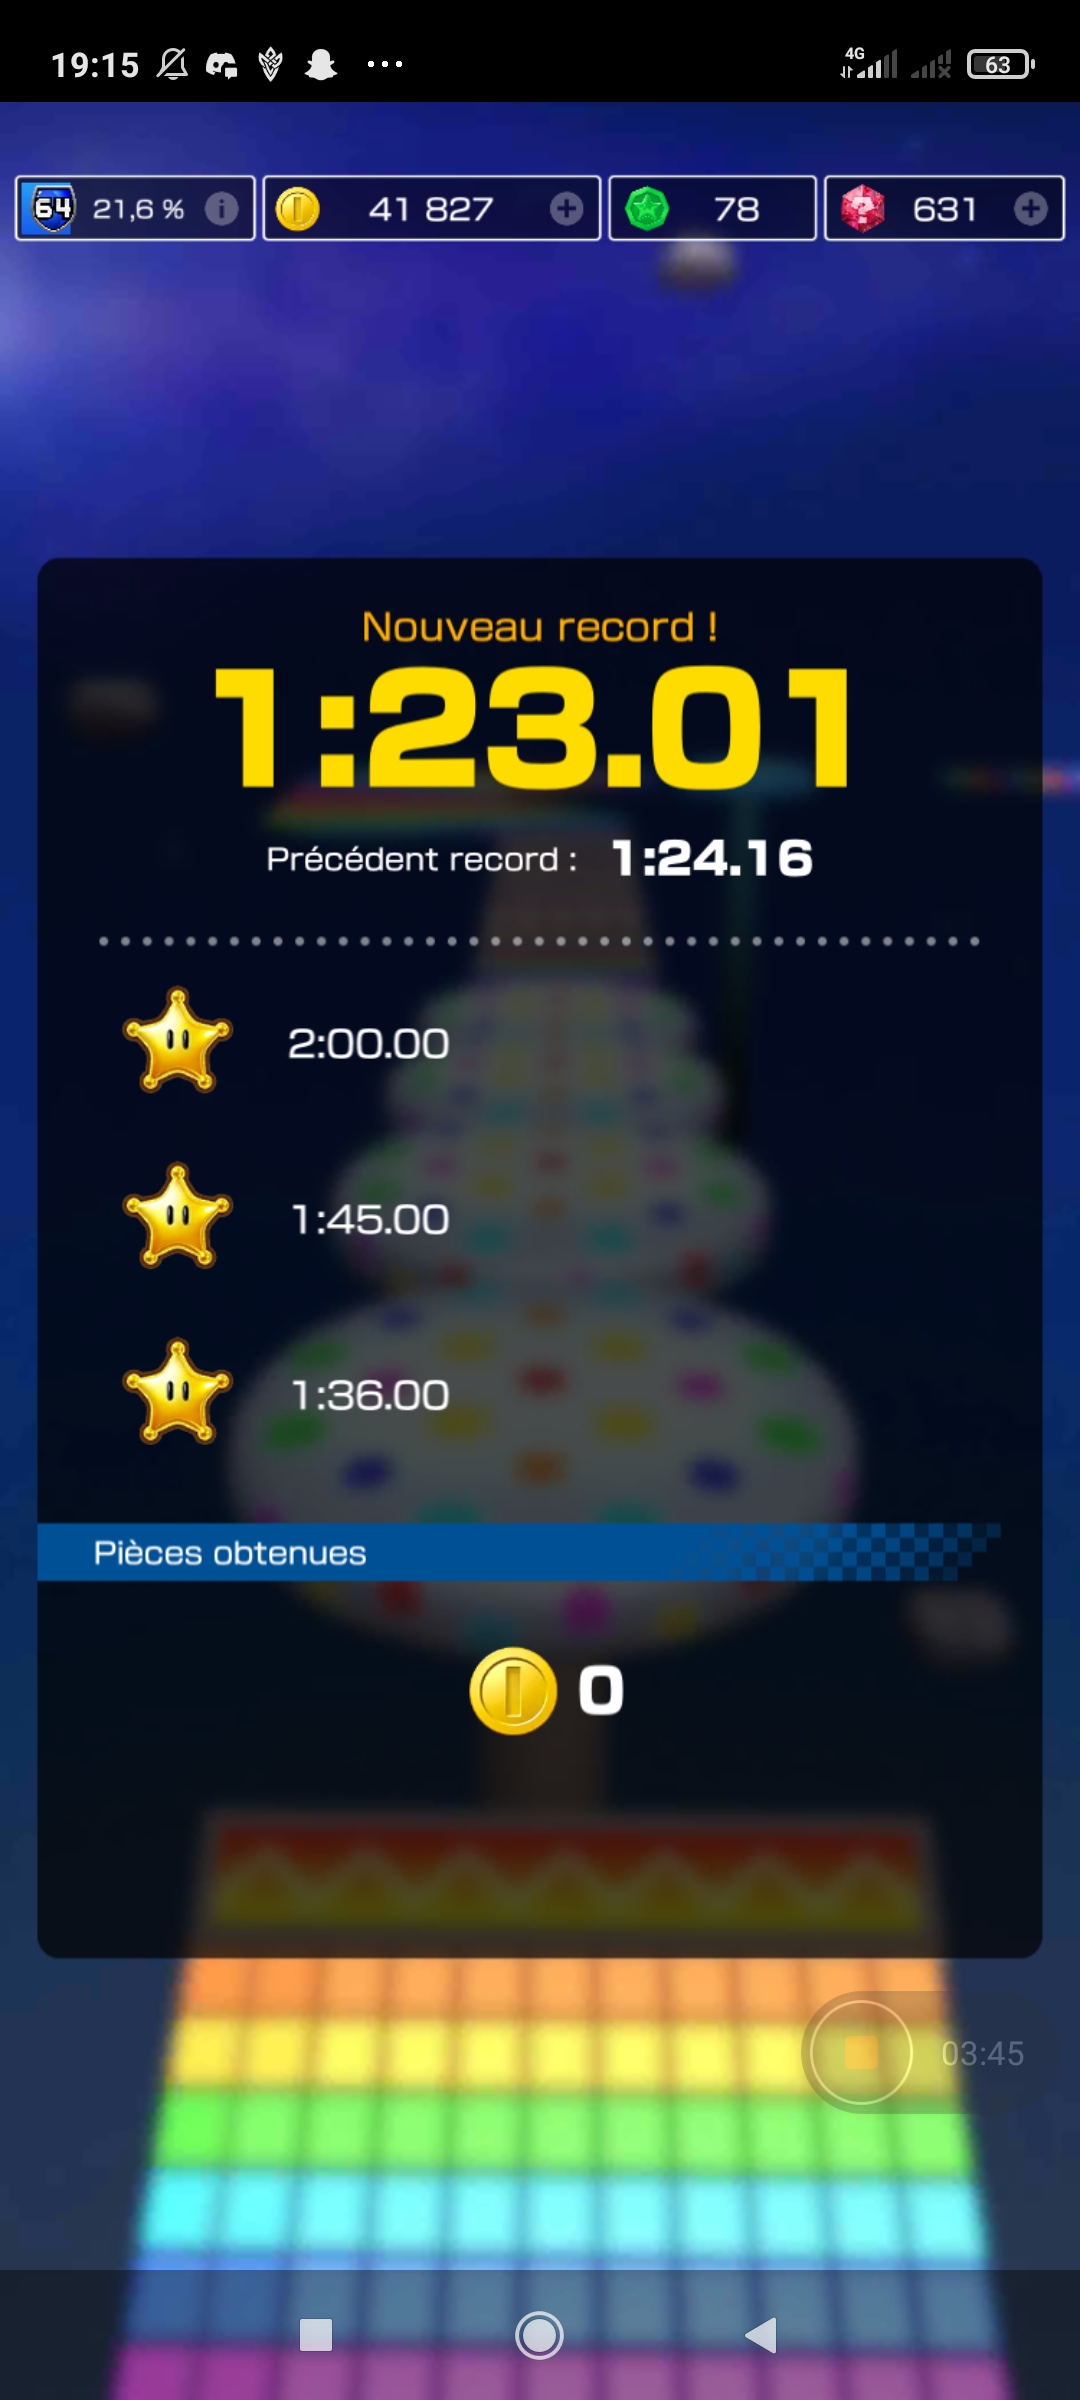 19:15 4G 63
64 21,6 % 41 827 78 631
Nouveau record !
1:23.01
Précédent record : 1:24.16
2:00.00
1:45.00
1:36.00
Pièces obtenues
0
03:45